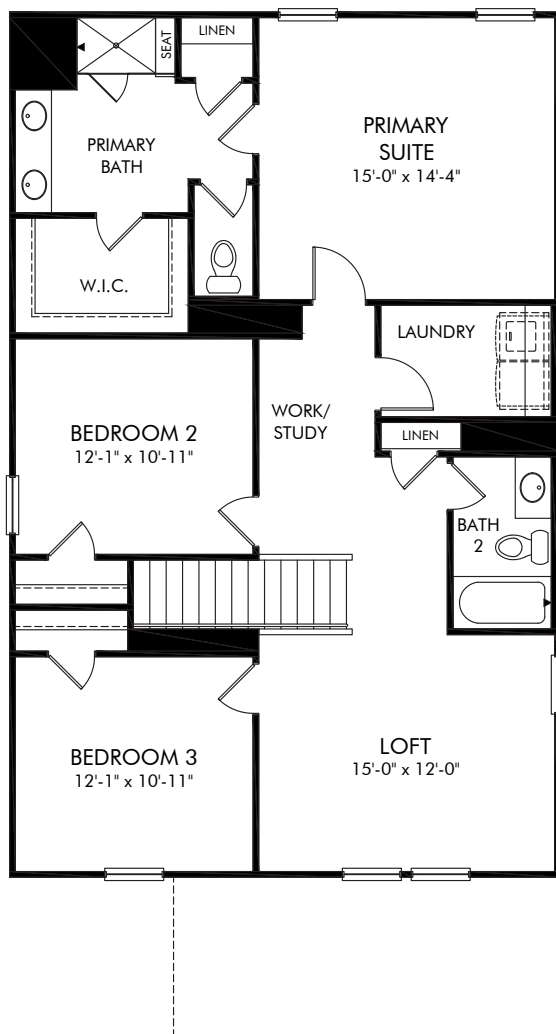 LINEN
SEAT
PRIMARY
BATH
PRIMARY
SUITE
15'-0" x 14'-4"
W.I.C.
LAUNDRY
WORK/
STUDY
LINEN
BEDROOM 2
12'-1" x 10'-11"
BATH
2
BEDROOM 3
12'-1" x 10'-11"
LOFT
15'-0" x 12'-0"